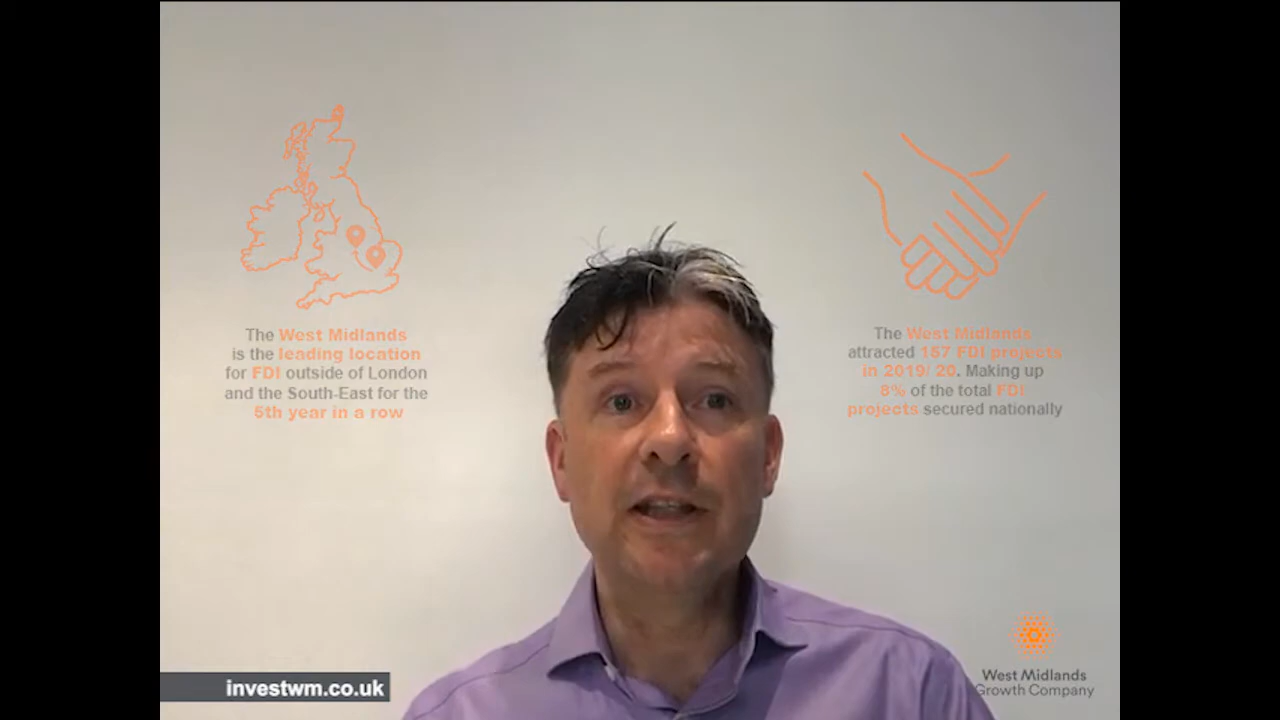 The West Midlands
is the leading location
for FDI outside of London
and the South-East for the
5th year in a row
The West Midlands
attracted 157 FDI projects
in 2019/ 20. Making up
8% of the total FDI
projects secured nationally
investwm.co.uk
West Midlands
Growth Company